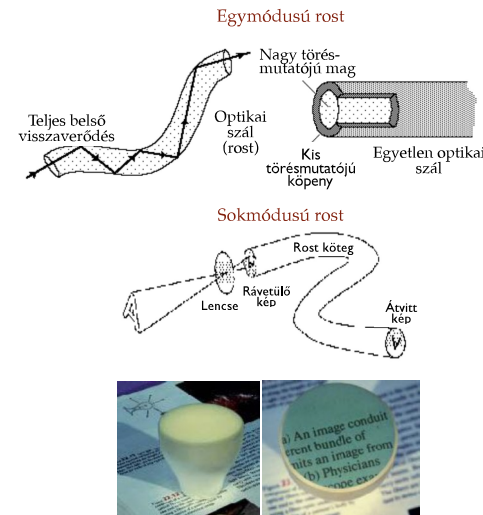 Egymódusú rost
Nagy törés-
mutatójú mag
Teljes belső
visszaverődés
Optikai
szál
(rost)
Kis
törésmutatójú
köpeny
Egyetlen optikai
szál
Sokmódusú rost
Rost köteg
Lencse
Rávetülő
kép
Átvitt
kép
a) An image conduit
erent bundle of
mits an image from
(b) Physicians
cope exa